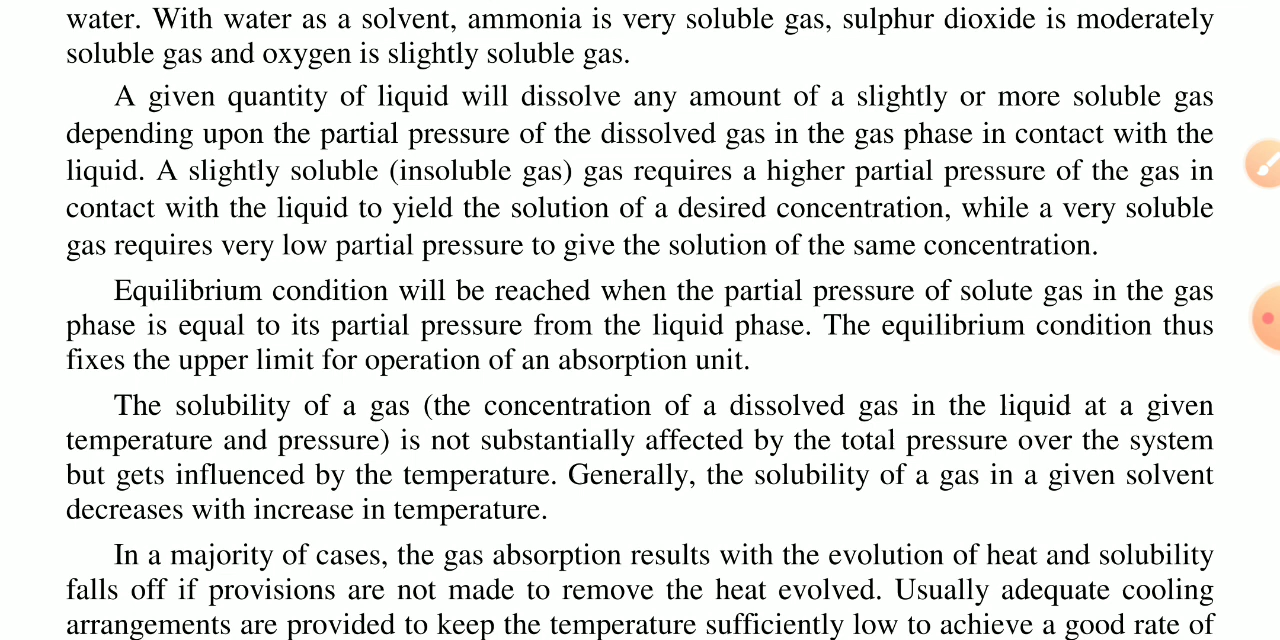 water. With water as a solvent, ammonia is very soluble gas, sulphur dioxide is moderately
soluble gas and oxygen is slightly soluble gas.
A given quantity of liquid will dissolve any amount of a slightly or more soluble gas
depending upon the partial pressure of the dissolved gas in the gas phase in contact with the
liquid. A slightly soluble (insoluble gas) gas requires a higher partial pressure of the gas in
contact with the liquid to yield the solution of a desired concentration, while a very soluble
gas requires very low partial pressure to give the solution of the same concentration.
Equilibrium condition will be reached when the partial pressure of solute gas in the gas
phase is equal to its partial pressure from the liquid phase. The equilibrium condition thus
fixes the upper limit for operation of an absorption unit.
The solubility of a gas (the concentration of a dissolved gas in the liquid at a given
temperature and pressure) is not substantially affected by the total pressure over the system
but gets influenced by the temperature. Generally, the solubility of a gas in a given solvent
decreases with increase in temperature.
In a majority of cases, the gas absorption results with the evolution of heat and solubility
falls off if provisions are not made to remove the heat evolved. Usually adequate cooling
arrangements are provided to keep the temperature sufficiently low to achieve a good rate of